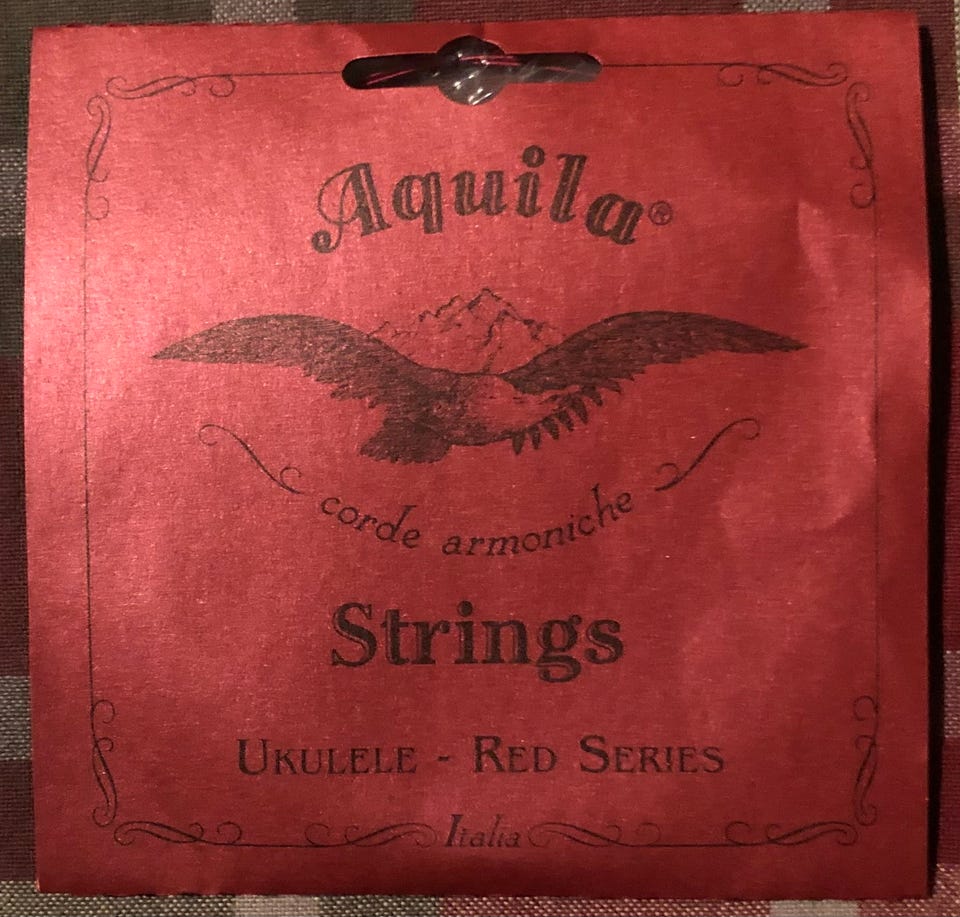 Aquila®
corde armoniche
Strings
UKULELE - RED SERIES
Italia